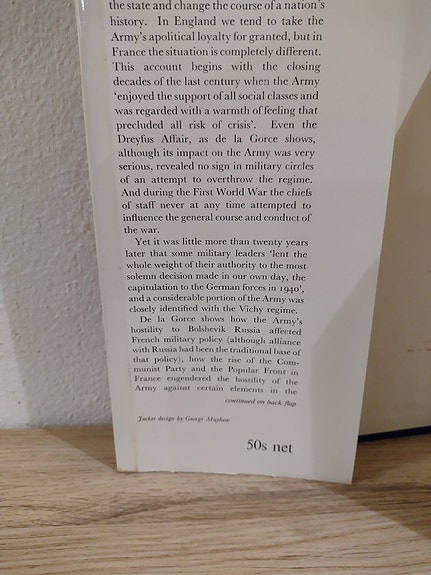 the state and change the course of a nation's
history. In England we tend to take the
Army's apolitical loyalty for granted, but in
France the situation is completely different.
This account begins with the closing
decades of the last century when the Army
'enjoyed the support of all social classes and
was regarded with a warmth of feeling that
precluded all risk of crisis'. Even the
Dreyfus Affair, as de la Gorce shows,
although its impact on the Army was very
serious, revealed no sign in military circles
of an attempt to overthrow the regime.
And during the First World War the chiefs
of staff never at any time attempted to
influence the general course and conduct of
the war.
Yet it was little more than twenty years
later that some military leaders 'lent the
whole weight of their authority to the most
solemn decision made in our own day, the
capitulation to the German forces in 1940',
and a considerable portion of the Army was
closely identified with the Vichy regime.
De la Gorce shows how the Army's
hostility to Bolshevik Russia affected
French military policy (although alliance
with Russia had been the traditional base of
that policy), how the rise of the Com-
munist Party and the Popular Front in
France engendered the hostility of the
Army against certain elements in the
continued on back flap
Jacket design by George Mayhew
50s net